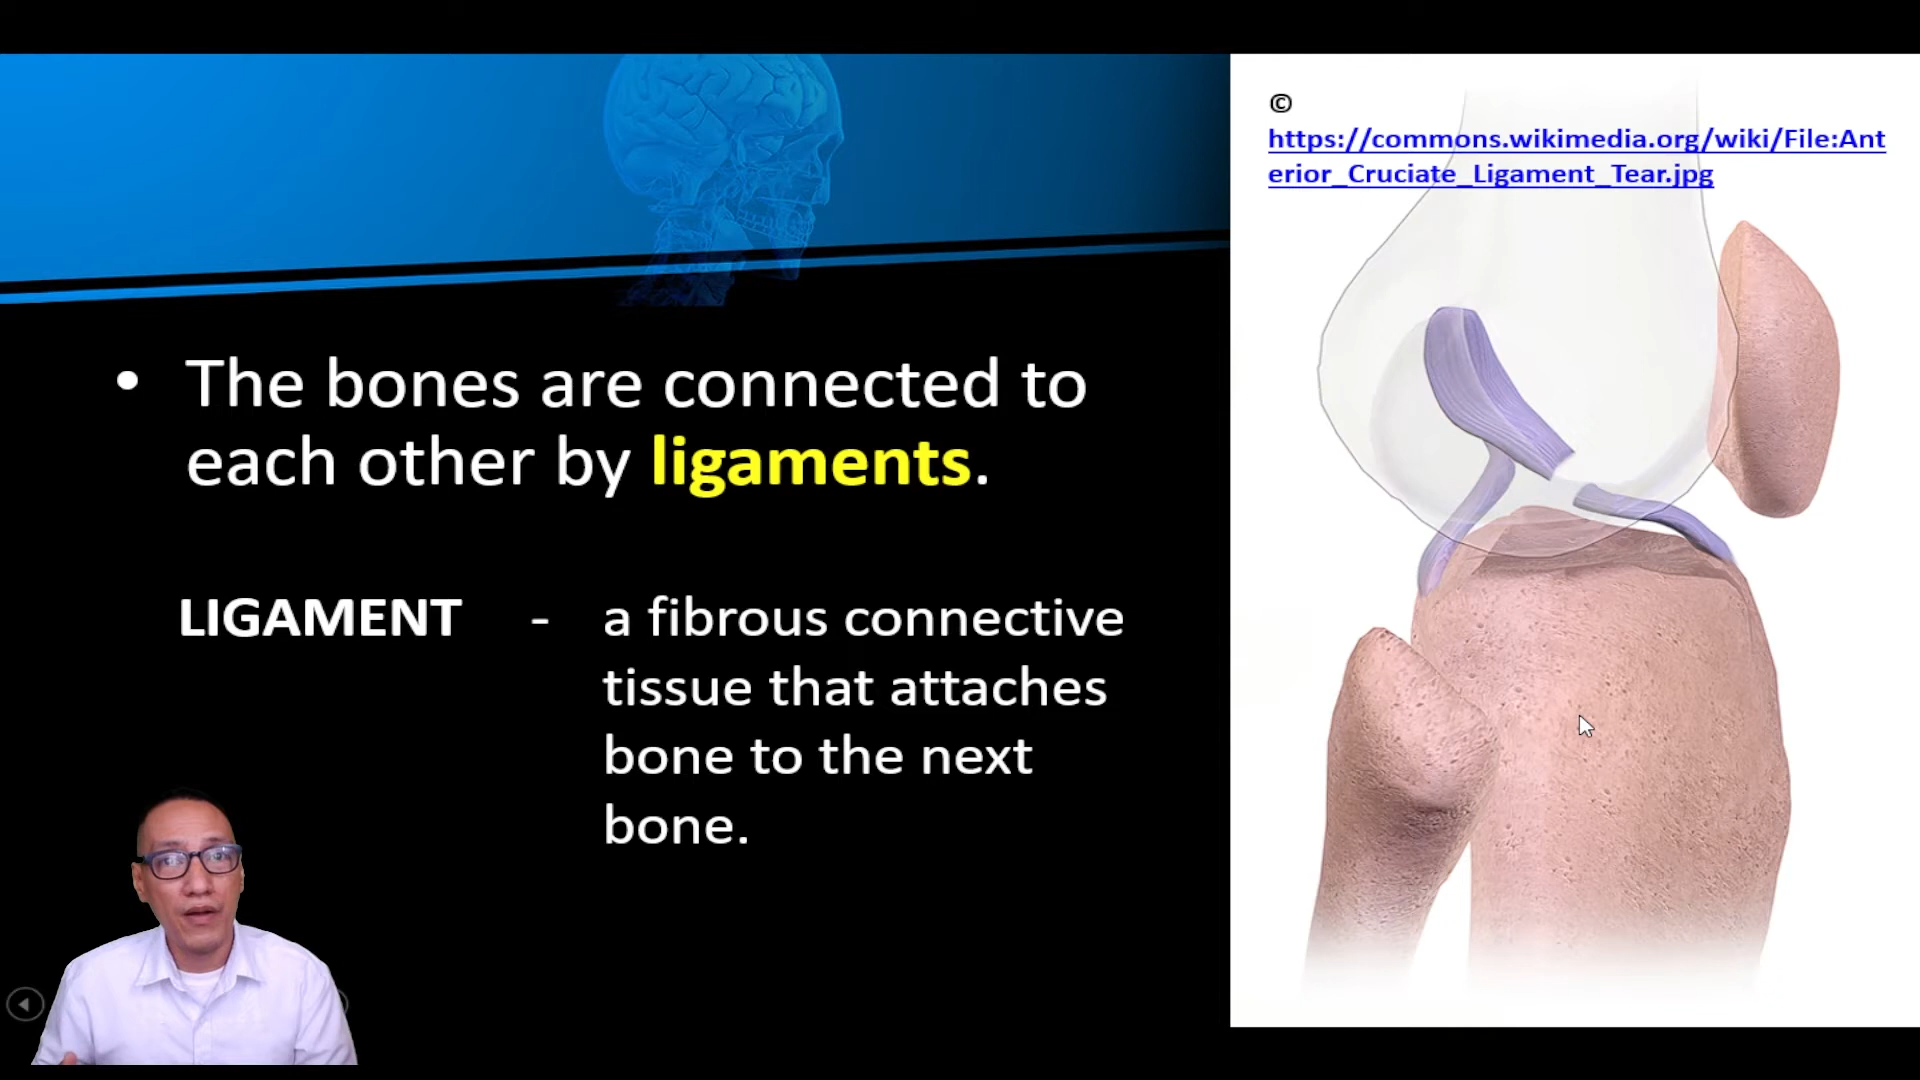 • The bones are connected to
each other by ligaments.
LIGAMENT - a fibrous connective
tissue that attaches
bone to the next
bone.
©
https://commons.wikimedia.org/wiki/File:Ant
erior_Cruciate_Ligament_Tear.jpg